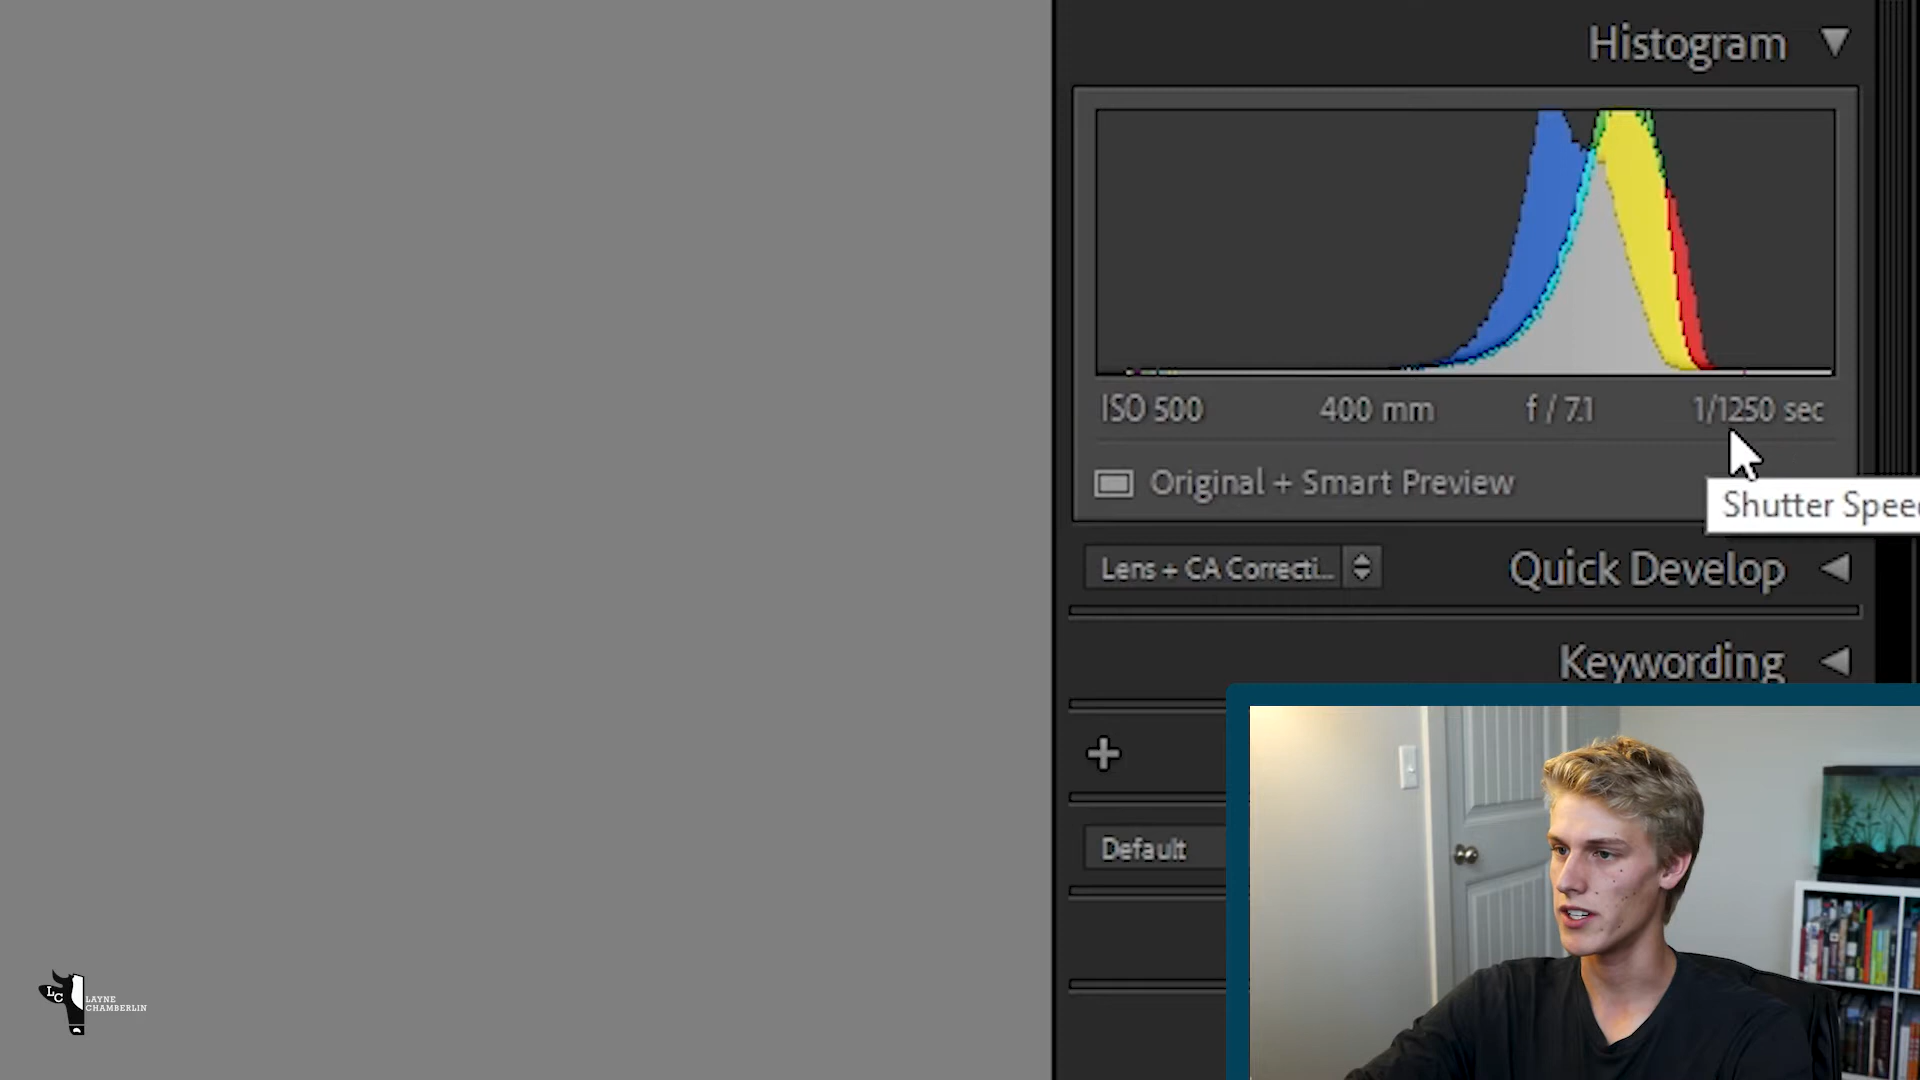 Histogram
ISO 500 400 mm f / 7.1 1/1250 sec
Original + Smart Preview
Shutter Spee
Lens + CA Correcti...
Quick Develop
Keywording
Default
LC
LAYNE
CHAMBERLIN